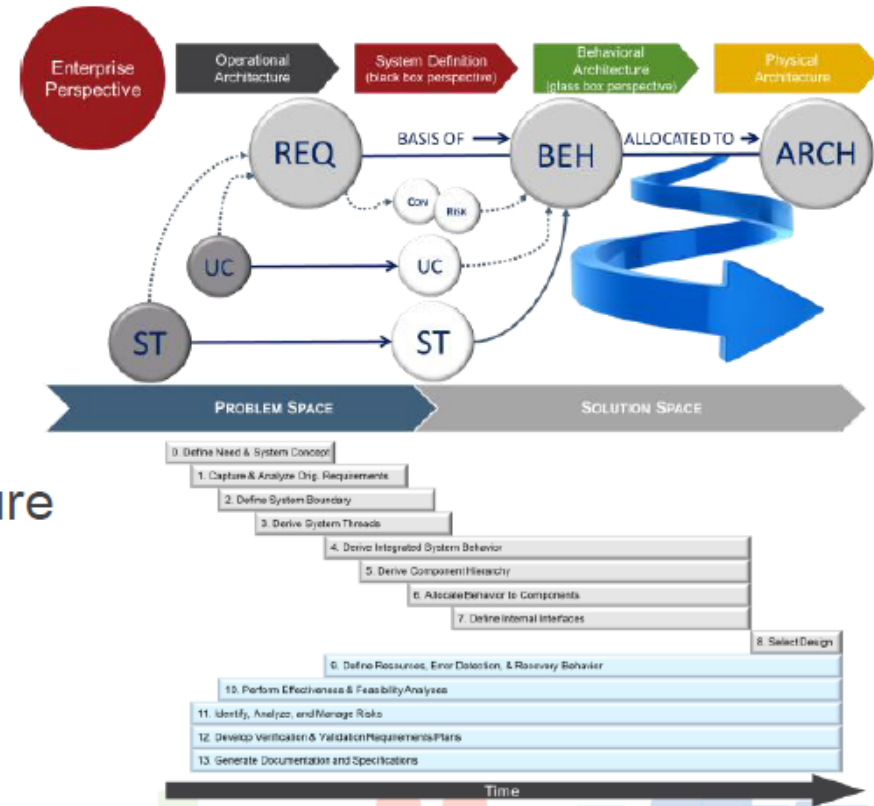 Enterprise
Perspective
Operational
Architecture
System Definition
(black box perspective)
Behavioral
Architecture
(glass box perspective)
Physical
Architecture
REQ
BASIS OF
BEH
ALLOCATED TO
ARCH
CON
RISK
UC
UC
ST
ST
PROBLEM SPACE
SOLUTION SPACE
0. Define Need & System Concept
1. Capture & Analyze Orig. Requirements
2. Define System Boundary
ure
3. Derive System Threads
4. Derive Integrated System Behavior
5. Derive Component Hierarchy
6. Allocate Behavior to Components
7. Define Internal Interfaces
8. Select Design
9. Define Resources, Error Detection, & Recovery Behavior
10. Perform Effectiveness & Feasibility Analyses
11. Identify, Analyze, and Manage Risks
12. Develop Verification & Validation Requirements/Plans
13. Generate Documentation and Specifications
Time